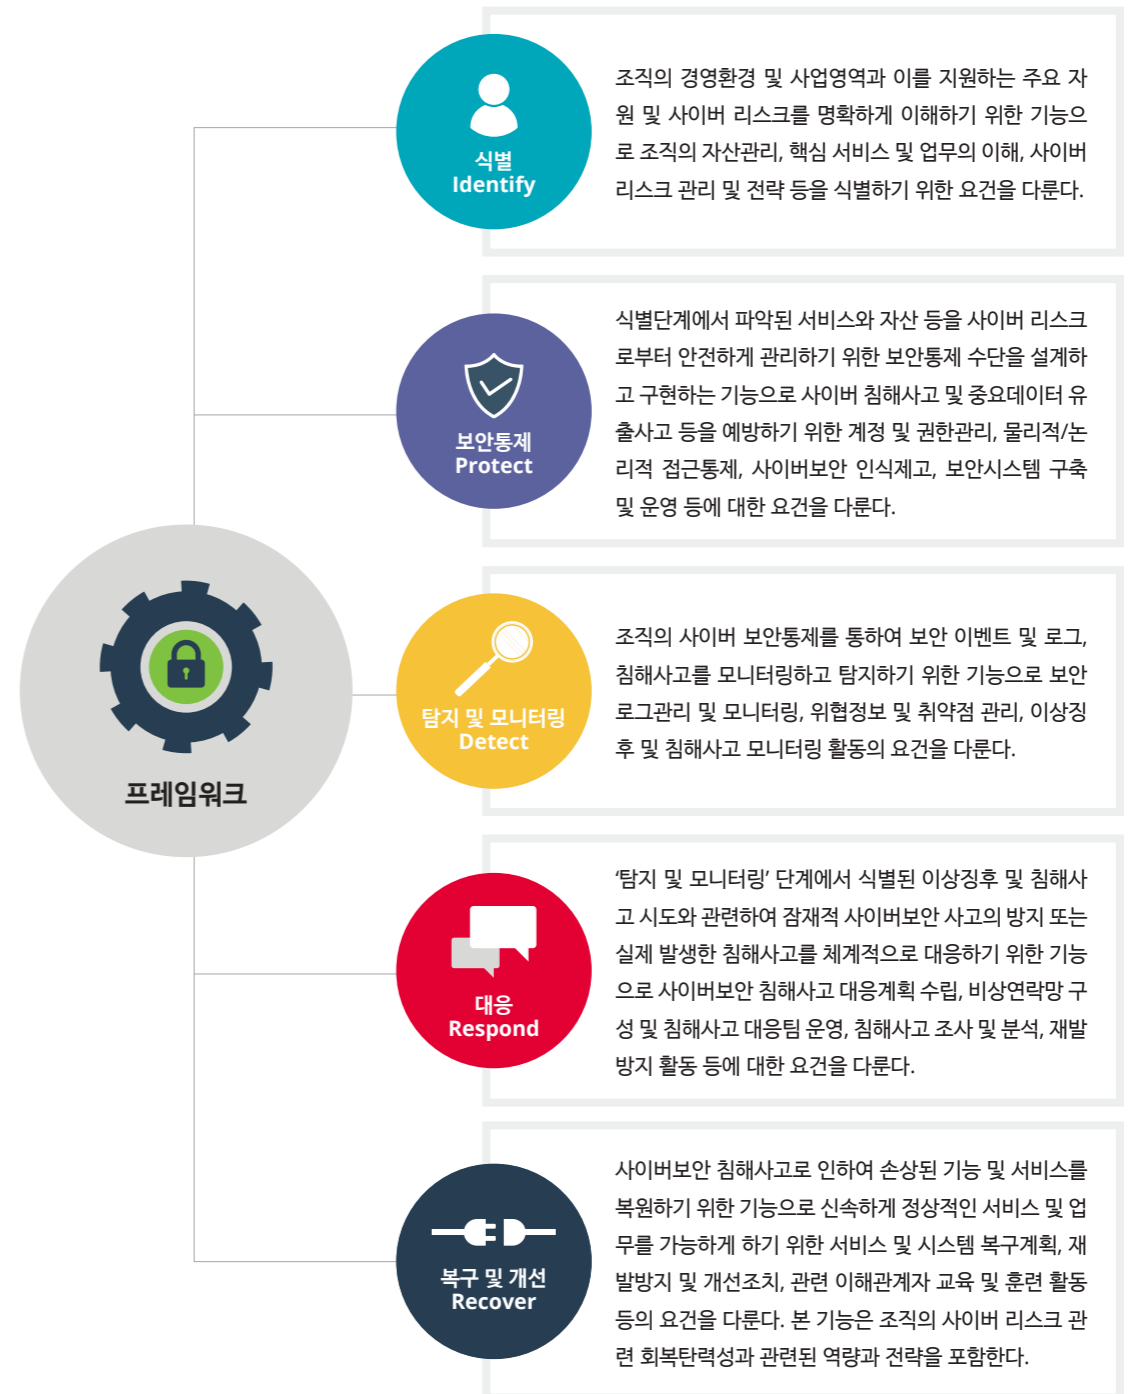 조직의 경영환경 및 사업영역과 이를 지원하는 주요 자
원 및 사이버 리스크를 명확하게 이해하기 위한 기능으
로 조직의 자산관리, 핵심 서비스 및 업무의 이해, 사이버
리스크 관리 및 전략 등을 식별하기 위한 요건을 다룬다.
식별
Identify
식별단계에서 파악된 서비스와 자산 등을 사이버 리스크
로부터 안전하게 관리하기 위한 보안통제 수단을 설계하
고 구현하는 기능으로 사이버 침해사고 및 중요데이터 유
출사고 등을 예방하기 위한 계정 및 권한관리, 물리적/논
리적 접근통제, 사이버보안 인식제고, 보안시스템 구축
및 운영 등에 대한 요건을 다룬다.
보안통제
Protect
조직의 사이버 보안통제를 통하여 보안 이벤트 및 로그,
침해사고를 모니터링하고 탐지하기 위한 기능으로 보안
로그관리 및 모니터링, 위협정보 및 취약점 관리, 이상징
후 및 침해사고 모니터링 활동의 요건을 다룬다.
탐지 및 모니터링
Detect
프레임워크
‘탐지 및 모니터링’ 단계에서 식별된 이상징후 및 침해사
고 시도와 관련하여 잠재적 사이버보안 사고의 방지 또는
실제 발생한 침해사고를 체계적으로 대응하기 위한 기능
으로 사이버보안 침해사고 대응계획 수립, 비상연락망 구
성 및 침해사고 대응팀 운영, 침해사고 조사 및 분석, 재발
방지 활동 등에 대한 요건을 다룬다.
대응
Respond
사이버보안 침해사고로 인하여 손상된 기능 및 서비스를
복원하기 위한 기능으로 신속하게 정상적인 서비스 및 업
무를 가능하게 하기 위한 서비스 및 시스템 복구계획, 재
발방지 및 개선조치, 관련 이해관계자 교육 및 훈련 활동
등의 요건을 다룬다. 본 기능은 조직의 사이버 리스크 관
련 회복탄력성과 관련된 역량과 전략을 포함한다.
복구 및 개선
Recover